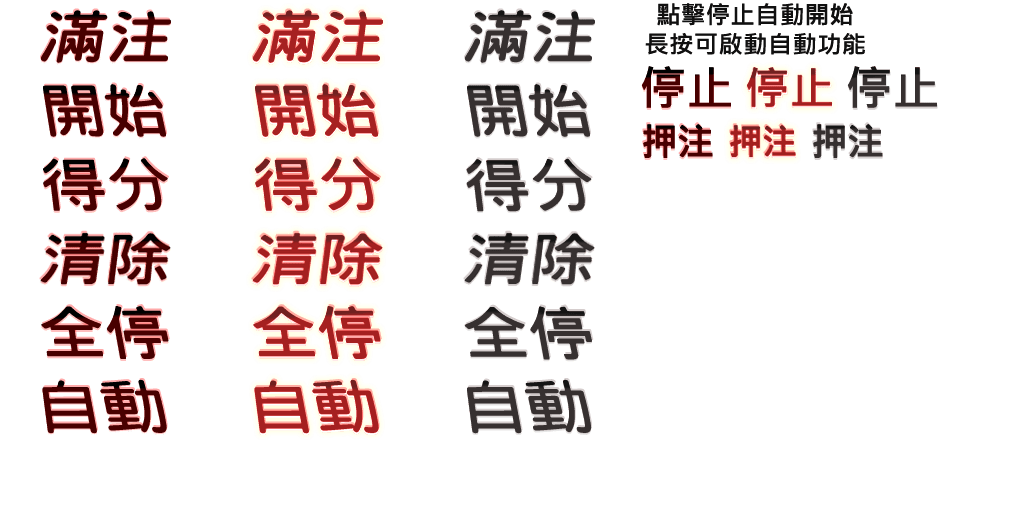 滿注 滿注 滿注
開始 開始 開始
得分 得分 得分
清除 清除 清除
全停 全停 全停
自動 自動 自動
點擊停止自動開始
長按可啟動自動功能
停止 停止 停止
押注 押注 押注